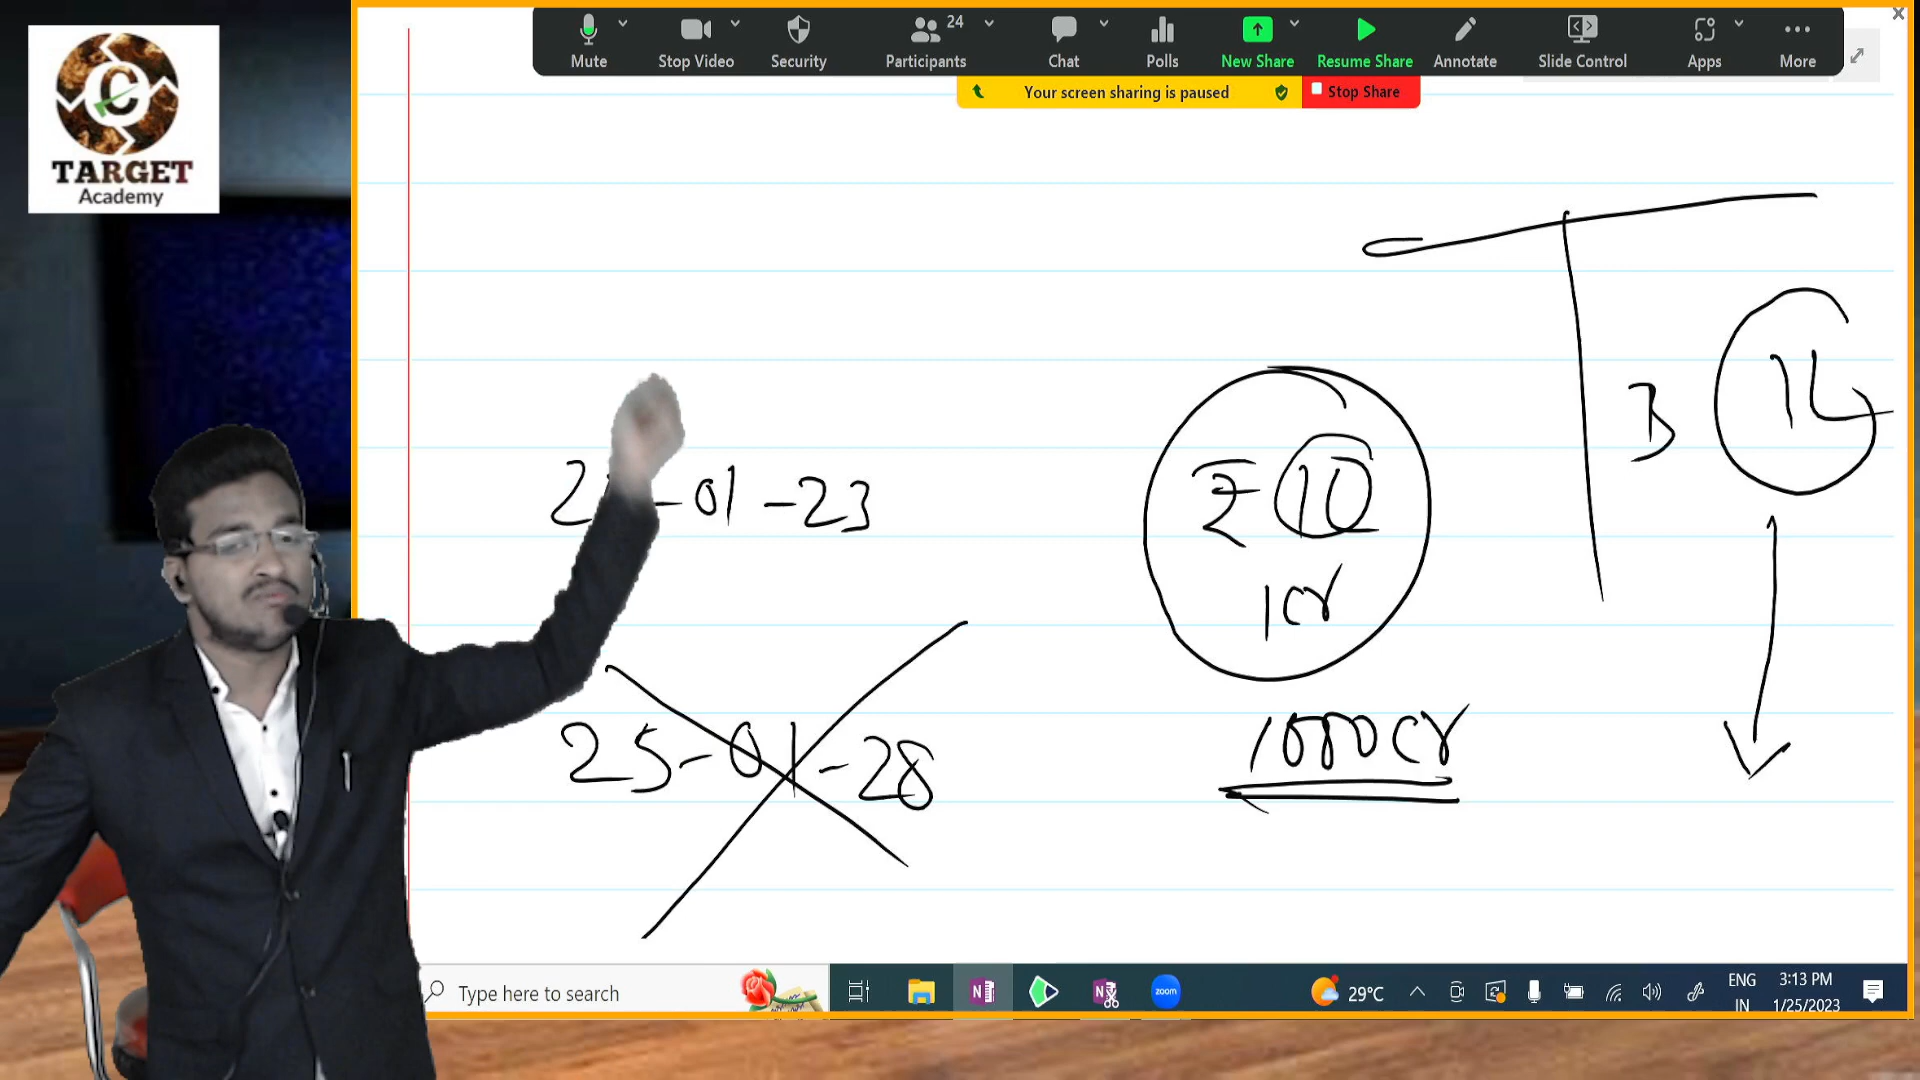 TARGET
Academy
Mute
Stop Video
Security
Participants 24
Chat
Polls
New Share
Resume Share
Annotate
Slide Control
Apps
More
Your screen sharing is paused
Stop Share
-01-23
₹ 10
1cr
1000cr
B
25-01-28
Type here to search
zoom
29°C
ENG
IN
3:13 PM
1/25/2023